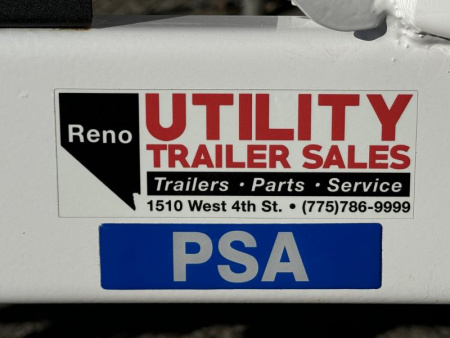 Reno
UTILITY
TRAILER SALES
Trailers · Parts · Service
1510 West 4th St. • (775)786-9999
PSA